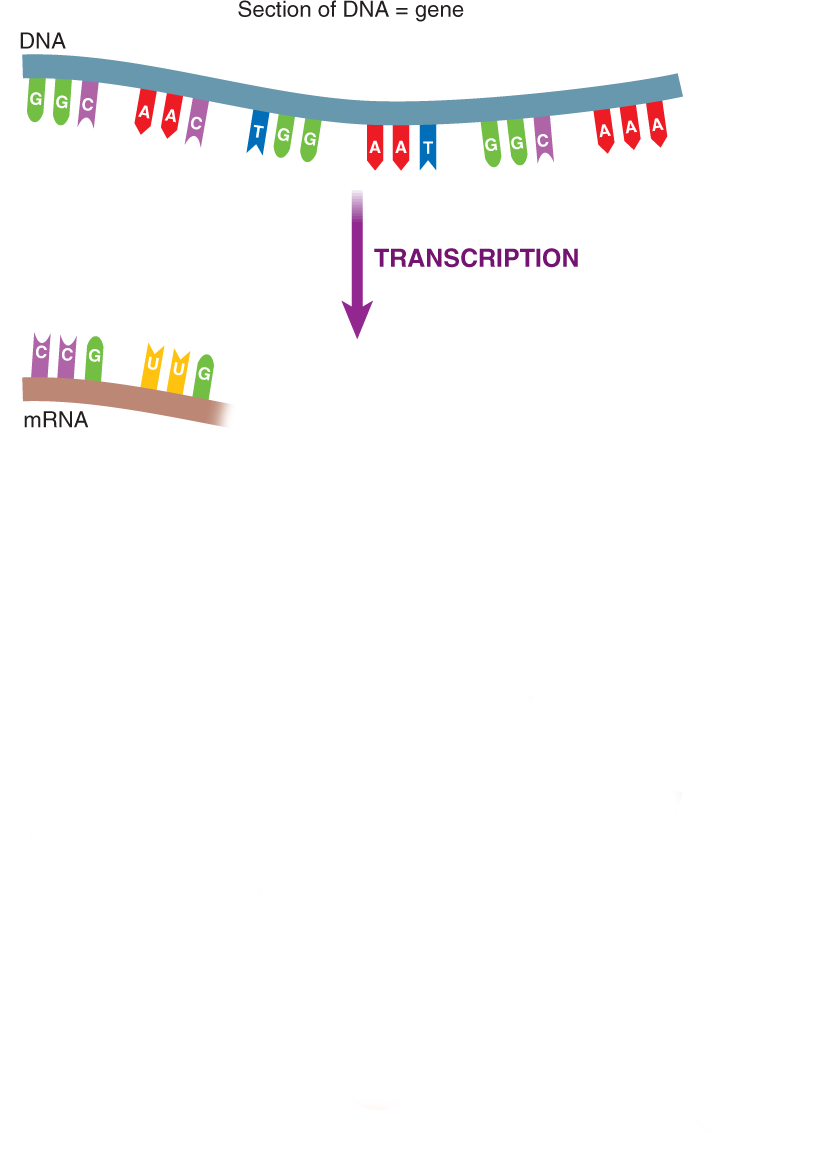 Section of DNA = gene
DNA
G G C A A C T G G A A T G G C A A A
TRANSCRIPTION
C C G U U G
mRNA